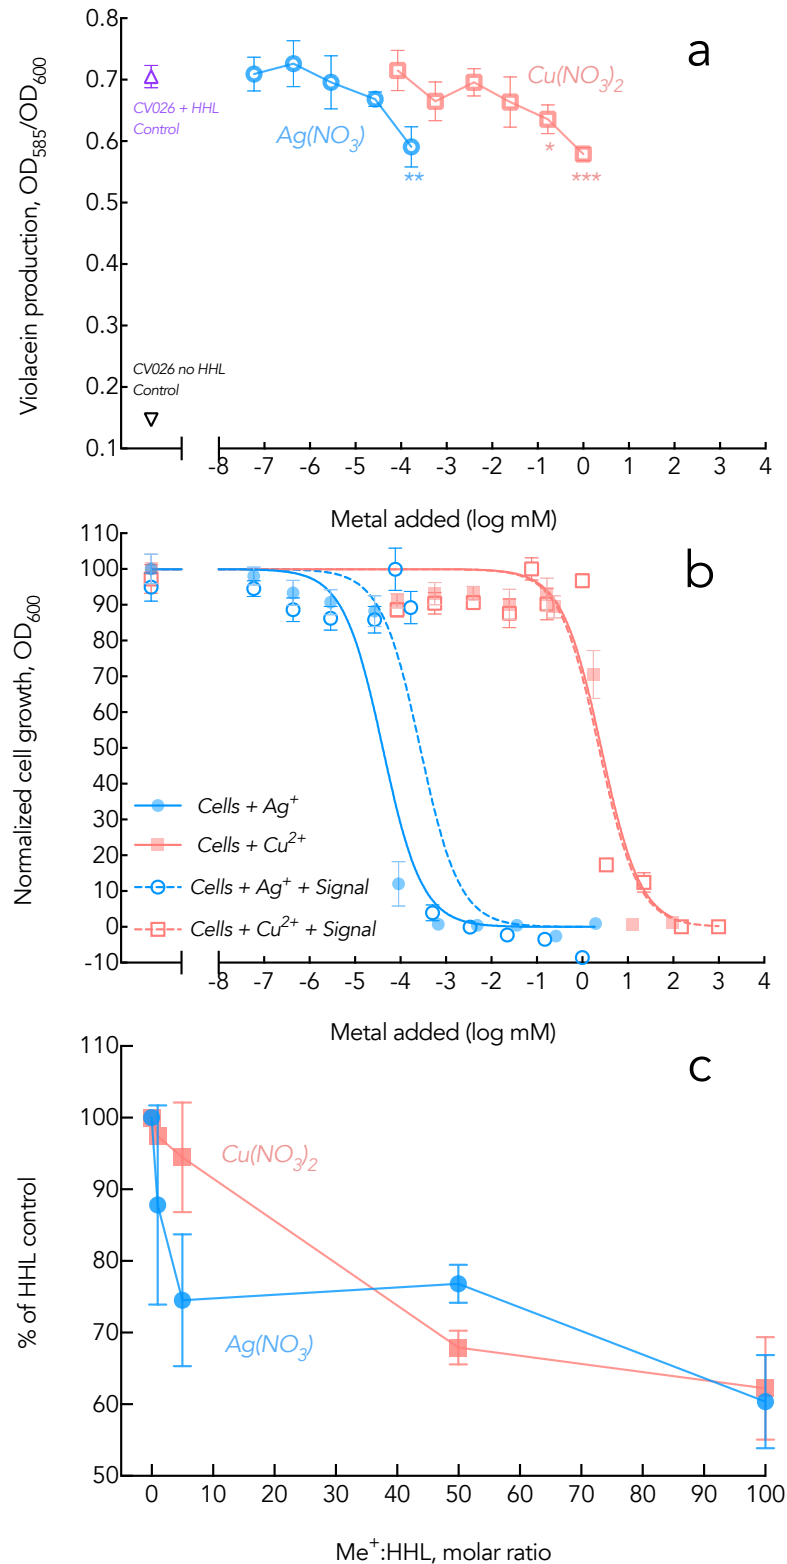 a
0.8
0.7
0.6
0.5
0.4
0.3
0.2
0.1
Violacein production, OD585/OD600
CV026 + HHL
Control
Ag(NO3)
Cu(NO3)2
**
*
***
CV026 no HHL
Control
-8 -7 -6 -5 -4 -3 -2 -1 0 1 2 3 4
Metal added (log mM)
b
110
100
90
80
70
60
50
40
30
20
10
0
-10
Normalized cell growth, OD600
Cells + Ag+
Cells + Cu2+
Cells + Ag+ + Signal
Cells + Cu2+ + Signal
-8 -7 -6 -5 -4 -3 -2 -1 0 1 2 3 4
Metal added (log mM)
c
110
100
90
80
70
60
50
% of HHL control
Cu(NO3)2
Ag(NO3)
0 10 20 30 40 50 60 70 80 90 100
Me+:HHL, molar ratio